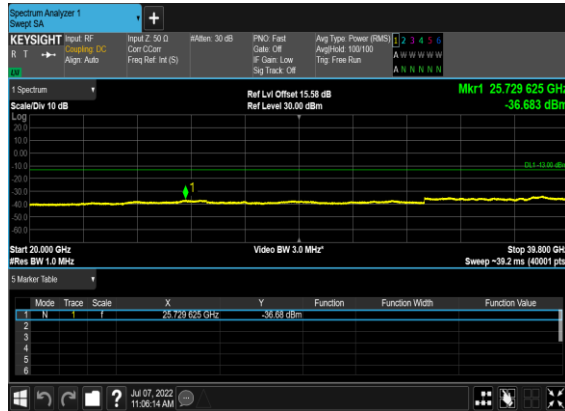 Spectrum Analyzer 1
Swept SA
+
KEYSIGHT Input: RF Input Z: 50 Ω #Atten: 30 dB PNO: Fast Avg Type: Power (RMS) 1 2 3 4 5 6
R T Coupling: DC Corr CCorr Gate: Off Avg|Hold: 100/100 A W W W W W
Align: Auto Freq Ref: Int (S) IF Gain: Low Trig: Free Run
Sig Track: Off A N N N N N
1 Spectrum Ref Lvl Offset 15.58 dB Mkr1 25.729 625 GHz
Scale/Div 10 dB Ref Level 30.00 dBm -36.683 dBm
Log
20.0
10.0
0.00
-10.0
DL1 -13.00 dBm
-20.0
-30.0
1
-40.0
-50.0
-60.0
Start 20.000 GHz Video BW 3.0 MHz* Stop 39.800 GHz
#Res BW 1.0 MHz Sweep ~39.2 ms (40001 pts)
5 Marker Table
Mode Trace Scale X Y Function Function Width Function Value
1 N 1 f 25.729 625 GHz -36.68 dBm
2
3
4
5
6
? Jul 07, 2022
11:06:14 AM